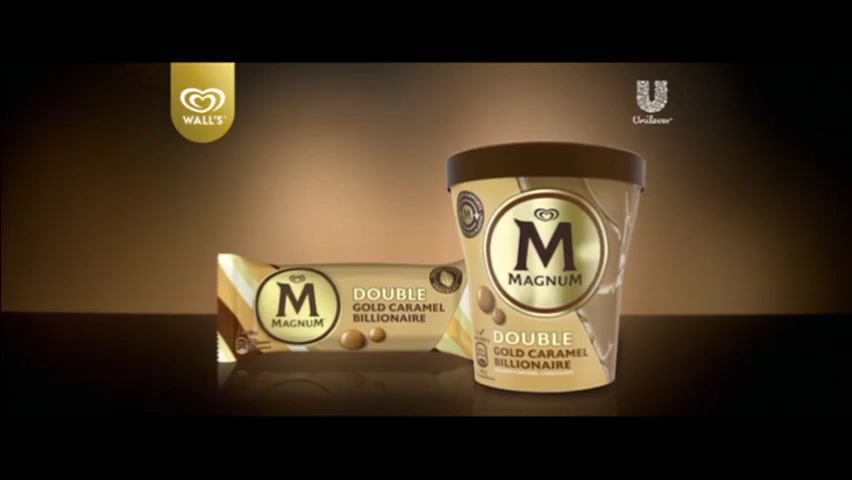 WALL'S
Unilever
M
MAGNUM
DOUBLE
GOLD CARAMEL
BILLIONAIRE
M
MAGNUM
DOUBLE
GOLD CARAMEL
BILLIONAIRE